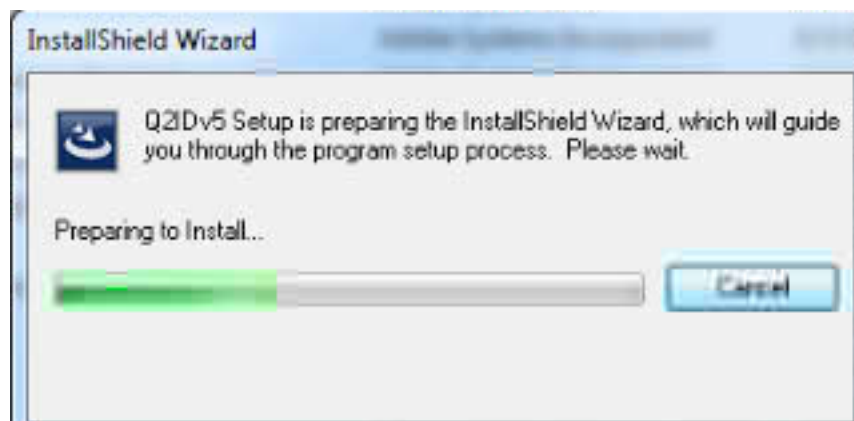 InstallShield Wizard
Q2IDv5 Setup is preparing the InstallShield Wizard, which will guide
you through the program setup process. Please wait.
Preparing to Install...
Cancel